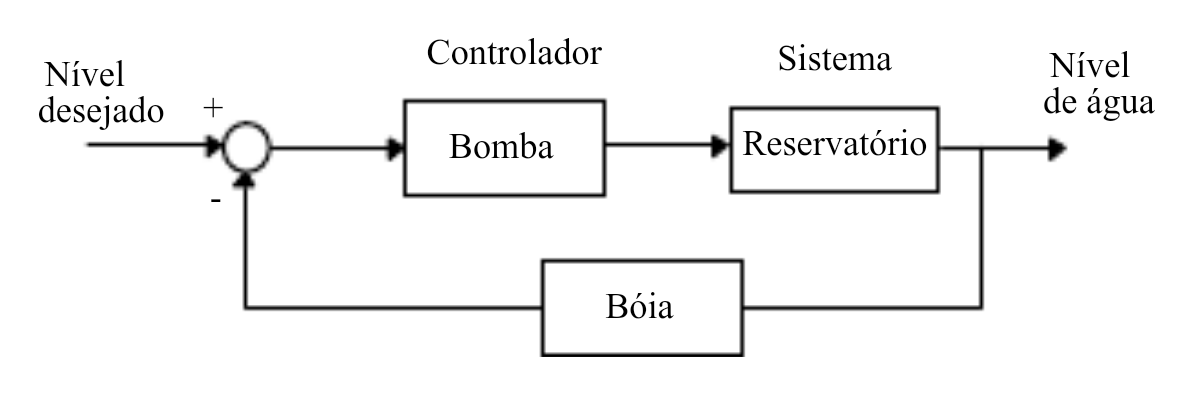 Controlador
Sistema
Nível
desejado
Nível
de água
+
Bomba
Reservatório
-
Bóia